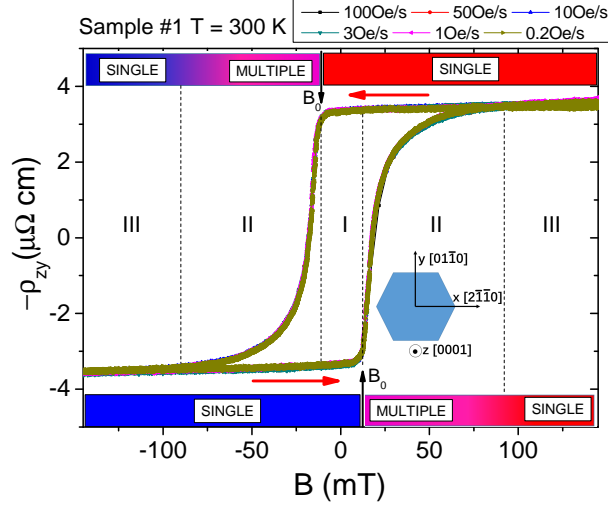 Sample #1 T = 300 K
100Oe/s 50Oe/s 10Oe/s
3Oe/s 1Oe/s 0.2Oe/s
SINGLE MULTIPLE SINGLE
B₀
4
2
0
-2
-4
−ρzy(μΩ cm)
III II I II III
y [011̄0]
x [21̄1̄0]
z [0001]
B₀
SINGLE MULTIPLE SINGLE
-100 -50 0 50 100
B (mT)